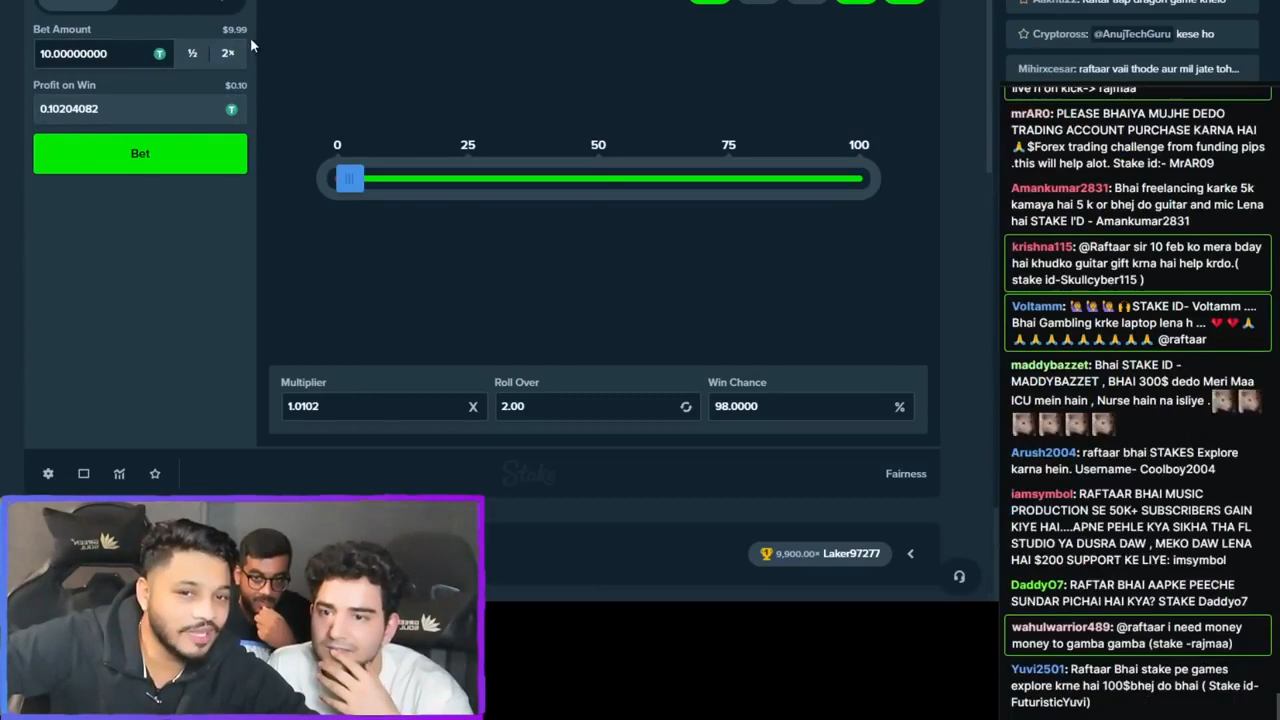 Bet Amount
$9.99
10.00000000
½
2×
Profit on Win
$0.10
0.10204082
Bet
0
25
50
75
100
Multiplier
Roll Over
Win Chance
1.0102
X
2.00
98.0000
%
Stake
Fairness
9,900.00×
Laker97277
GREEN
SOUL
Cryptoross: @AnujTechGuru kese ho
Mihirxcesar: raftaar vaii thode aur mil jate toh...
live h on kick-> rajmaa
mrAR0: PLEASE BHAIYA MUJHE DEDO
TRADING ACCOUNT PURCHASE KARNA HAI
🙏$Forex trading challenge from funding pips
.this will help alot. Stake id:- MrAR09
Amankumar2831: Bhai freelancing karke 5k
kamaya hai 5 k or bhej do guitar and mic Lena
hai STAKE I'D - Amankumar2831
krishna115: @Raftaar sir 10 feb ko mera bday
hai khudko guitar gift krna hai help krdo.(
stake id-Skullcyber115 )
Voltamm: 🙋‍♀️🙋‍♀️🙋‍♀️🙌STAKE ID- Voltamm ....
Bhai Gambling krke laptop lena h ... 💔💔🙏
🙏🙏🙏🙏🙏🙏🙏🙏🙏🙏 @raftaar
maddybazzet: Bhai STAKE ID -
MADDYBAZZET , BHAI 300$ dedo Meri Maa
ICU mein hain , Nurse hain na isliye .
Arush2004: raftaar bhai STAKES Explore
karna hein. Username- Coolboy2004
iamsymbol: RAFTAAR BHAI MUSIC
PRODUCTION SE 50K+ SUBSCRIBERS GAIN
KIYE HAI....APNE PEHLE KYA SIKHA THA FL
STUDIO YA DUSRA DAW , MEKO DAW LENA
HAI $200 SUPPORT KE LIYE: imsymbol
DaddyO7: RAFTAR BHAI AAPKE PEECHE
SUNDAR PICHAI HAI KYA? STAKE Daddyo7
wahulwarrior489: @raftaar i need money
money to gamba gamba (stake -rajmaa)
Yuvi2501: Raftaar Bhai stake pe games
explore krne hai 100$bhej do bhai ( Stake id-
FuturisticYuvi)